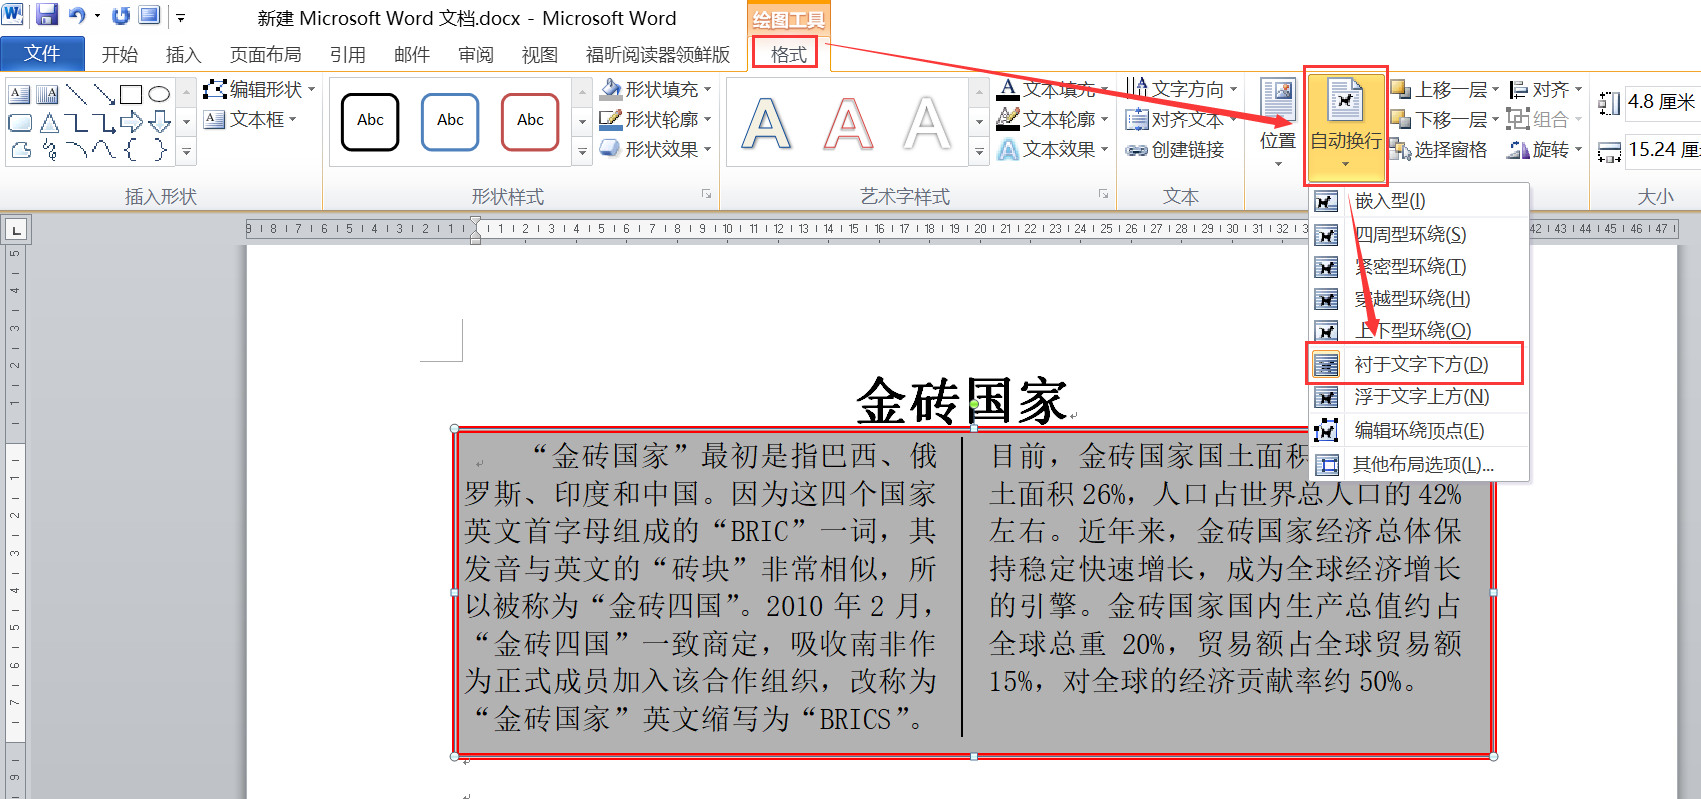 新建 Microsoft Word 文档.docx - Microsoft Word
绘图工具
文件 开始 插入 页面布局 引用 邮件 审阅 视图 福昕阅读器领鲜版 格式
编辑形状
文本框
插入形状
Abc Abc Abc
形状填充
形状轮廓
形状效果
形状样式
A A A
文本填充
文本轮廓
文本效果
艺术字样式
文字方向
对齐文本
创建链接
文本
位置
自动换行
上移一层
下移一层
选择窗格
对齐
组合
旋转
4.8 厘米
15.24 厘
大小
嵌入型(I)
四周型环绕(S)
紧密型环绕(T)
穿越型环绕(H)
上下型环绕(O)
衬于文字下方(D)
浮于文字上方(N)
编辑环绕顶点(E)
其他布局选项(L)...
金砖国家
“金砖国家”最初是指巴西、俄
罗斯、印度和中国。因为这四个国家
英文首字母组成的“BRIC”一词，其
发音与英文的“砖块”非常相似，所
以被称为“金砖四国”。2010 年 2 月，
“金砖四国”一致商定，吸收南非作
为正式成员加入该合作组织，改称为
“金砖国家”英文缩写为“BRICS”。
目前，金砖国家国土面积
土面积 26%，人口占世界总人口的 42%
左右。近年来，金砖国家经济总体保
持稳定快速增长，成为全球经济增长
的引擎。金砖国家国内生产总值约占
全球总重 20%，贸易额占全球贸易额
15%，对全球的经济贡献率约 50%。